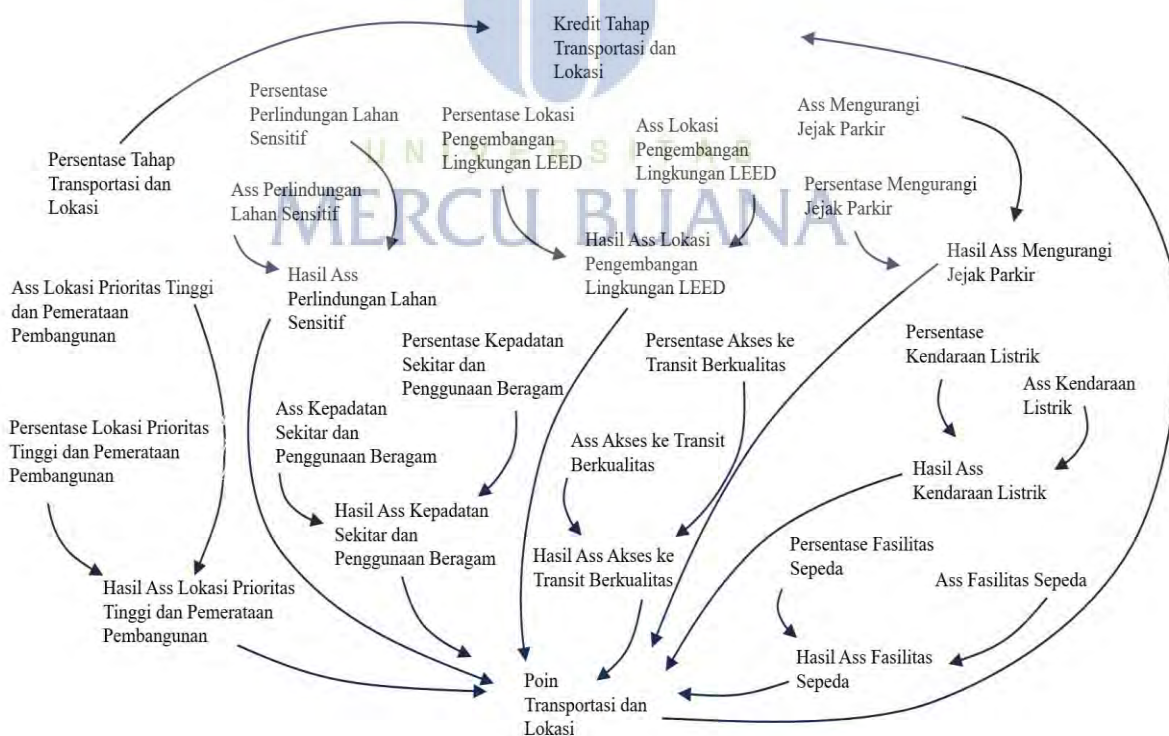 Kredit Tahap
Transportasi dan
Lokasi
Persentase
Perlindungan Lahan
Sensitif
Persentase Lokasi
Pengembangan
Lingkungan LEED
Ass Lokasi
Pengembangan
Lingkungan LEED
Ass Mengurangi
Jejak Parkir
Persentase Tahap
Transportasi dan
Lokasi
UNIVERSITAS
MERCU BUANA
Ass Perlindungan
Lahan Sensitif
Persentase Mengurangi
Jejak Parkir
Hasil Ass Lokasi
Pengembangan
Lingkungan LEED
Hasil Ass Mengurangi
Jejak Parkir
Hasil Ass
Perlindungan Lahan
Sensitif
Ass Lokasi Prioritas Tinggi
dan Pemerataan
Pembangunan
Persentase Kepadatan
Sekitar dan
Penggunaan Beragam
Persentase Akses ke
Transit Berkualitas
Persentase
Kendaraan Listrik
Ass Kendaraan
Listrik
Ass Kepadatan
Sekitar dan
Penggunaan Beragam
Persentase Lokasi Prioritas
Tinggi dan Pemerataan
Pembangunan
Ass Akses ke Transit
Berkualitas
Hasil Ass
Kendaraan Listrik
Hasil Ass Kepadatan
Sekitar dan
Penggunaan Beragam
Hasil Ass Akses ke
Transit Berkualitas
Persentase Fasilitas
Sepeda
Ass Fasilitas Sepeda
Hasil Ass Lokasi Prioritas
Tinggi dan Pemerataan
Pembangunan
Hasil Ass Fasilitas
Sepeda
Poin
Transportasi dan
Lokasi